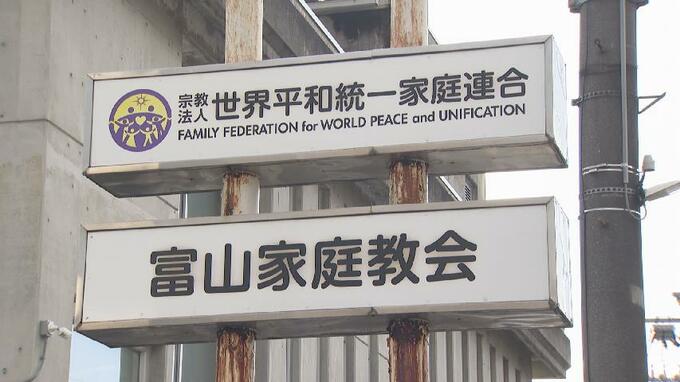 宗教法人 世界平和統一家庭連合
FAMILY FEDERATION for WORLD PEACE and UNIFICATION
富山家庭教会